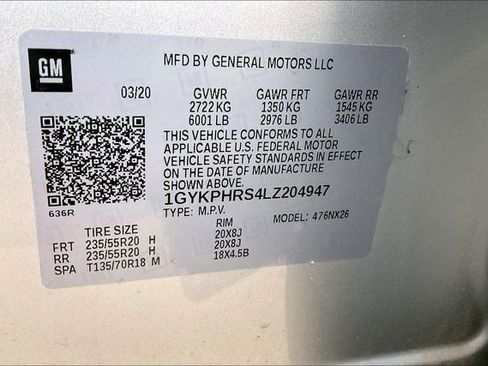 GM
MFD BY GENERAL MOTORS LLC
03/20 GVWR GAWR FRT GAWR RR
2722 KG 1350 KG 1545 KG
6001 LB 2976 LB 3406 LB
THIS VEHICLE CONFORMS TO ALL
APPLICABLE U.S. FEDERAL MOTOR
VEHICLE SAFETY STANDARDS IN EFFECT
ON THE DATE OF MANUFACTURE
SHOWN ABOVE.
1GYKPHRS4LZ204947
636R TYPE: M.P.V. MODEL: 476NX26
TIRE SIZE RIM
FRT 235/55R20 H 20X8J
RR 235/55R20 H 20X8J
SPA T135/70R18 M 18X4.5B